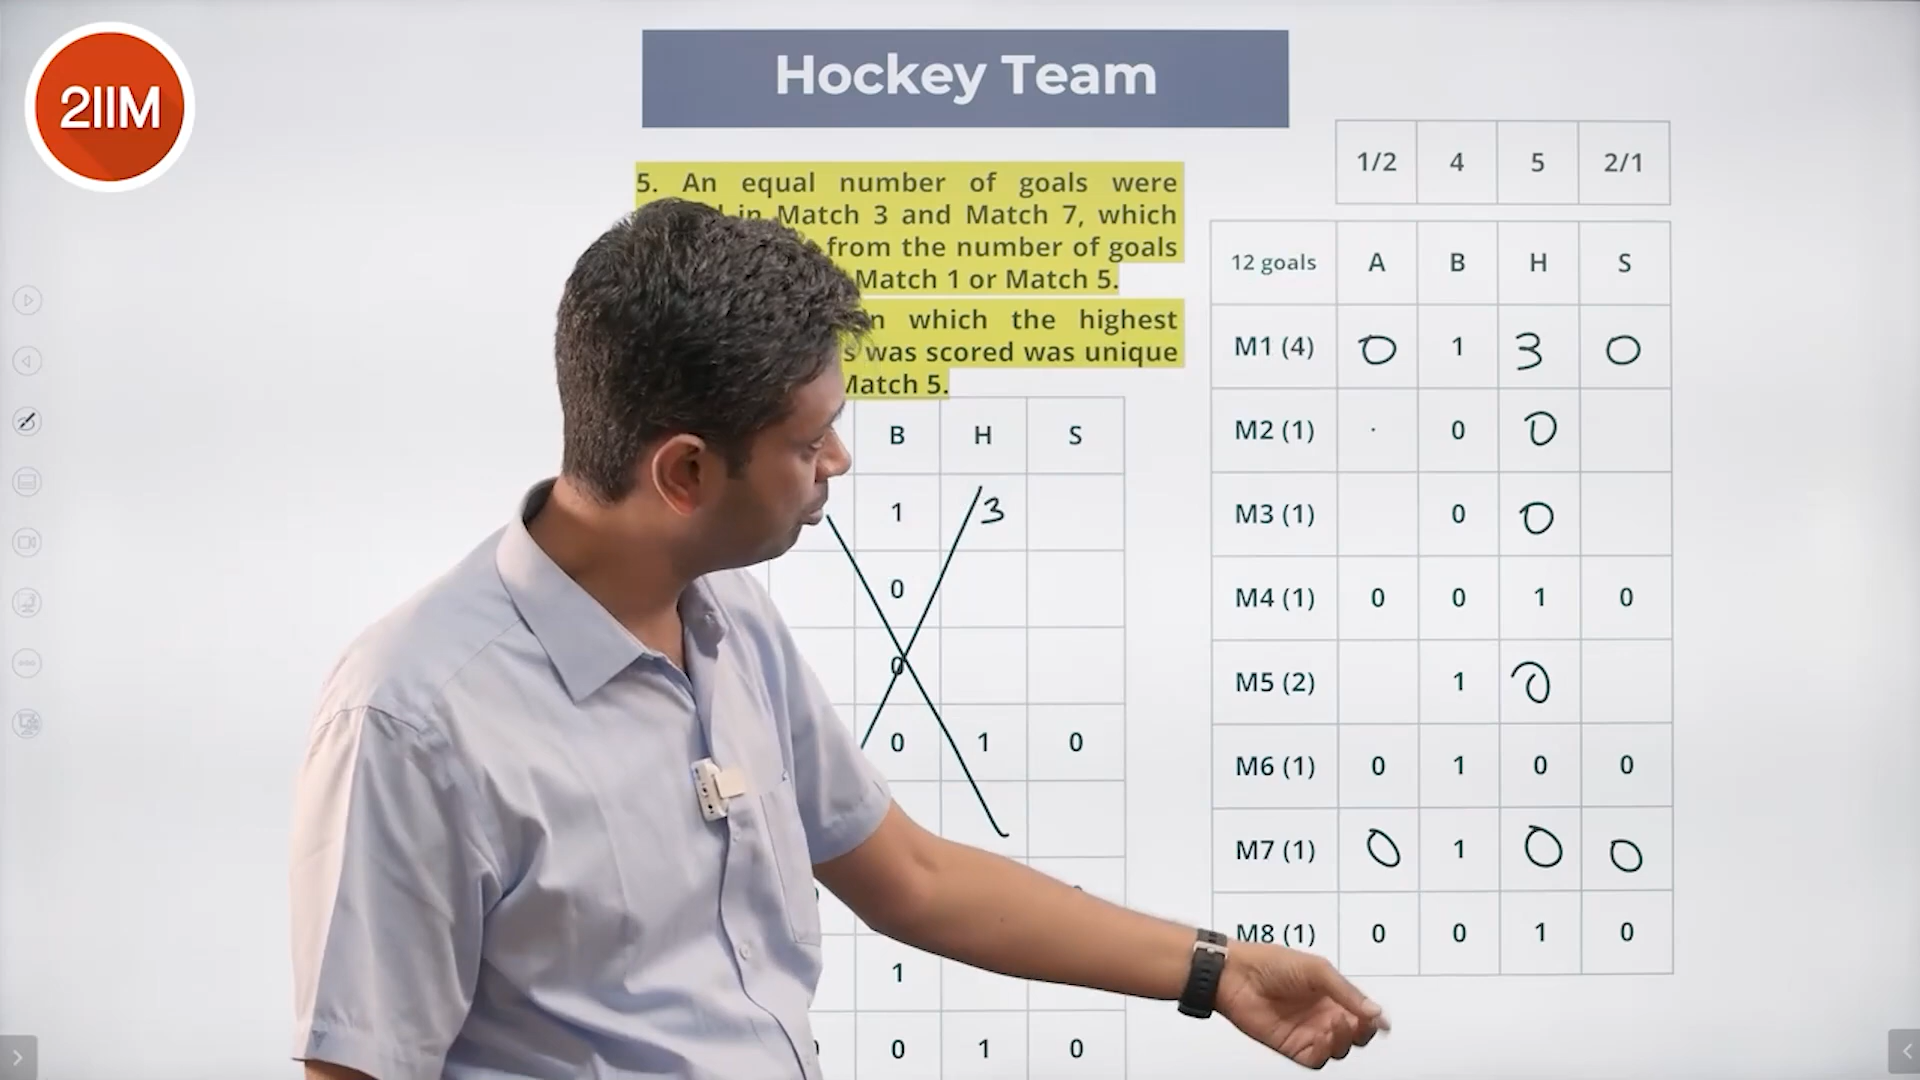 2IIM
Hockey Team
5. An equal number of goals were
in Match 3 and Match 7, which
from the number of goals
Match 1 or Match 5.
which the highest
was scored was unique
Match 5.
B H S
1 3
0
0
0 1 0
1
0 1 0
1/2 4 5 2/1
12 goals A B H S
M1 (4) 0 1 3 0
M2 (1) 0 0
M3 (1) 0 0
M4 (1) 0 0 1 0
M5 (2) 1 0
M6 (1) 0 1 0 0
M7 (1) 0 1 0 0
M8 (1) 0 0 1 0